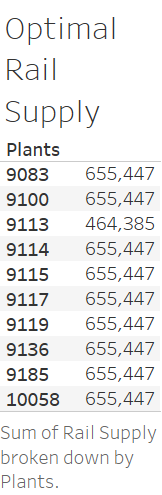 Optimal
Rail
Supply
Plants
9083 655,447
9100 655,447
9113 464,385
9114 655,447
9115 655,447
9117 655,447
9119 655,447
9136 655,447
9185 655,447
10058 655,447
Sum of Rail Supply
broken down by
Plants.